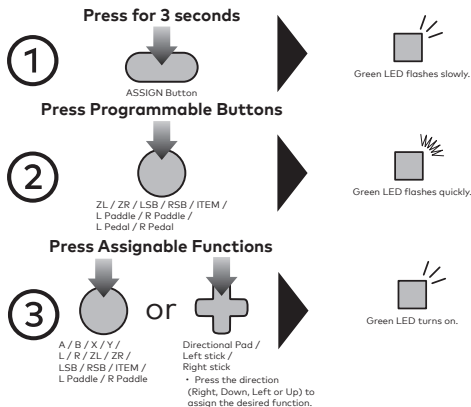 Press for 3 seconds
1
ASSIGN Button
Green LED flashes slowly.
Press Programmable Buttons
2
ZL / ZR / LSB / RSB / ITEM /
L Paddle / R Paddle /
L Pedal / R Pedal
Green LED flashes quickly.
Press Assignable Functions
3
A / B / X / Y /
L / R / ZL / ZR /
LSB / RSB / ITEM /
L Paddle / R Paddle
or
Directional Pad /
Left stick /
Right stick
• Press the direction
(Right, Down, Left or Up) to
assign the desired function.
Green LED turns on.